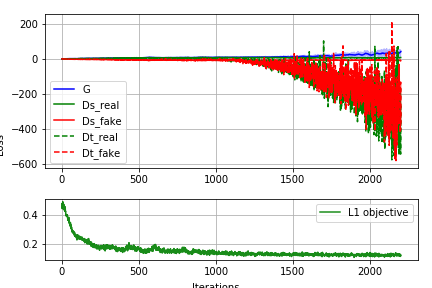 200
0
−200
−400
−600
G
Ds_real
Ds_fake
Dt_real
Dt_fake
Loss
0
500
1000
1500
2000
0.4
0.2
L1 objective
0
500
1000
1500
2000
Iterations